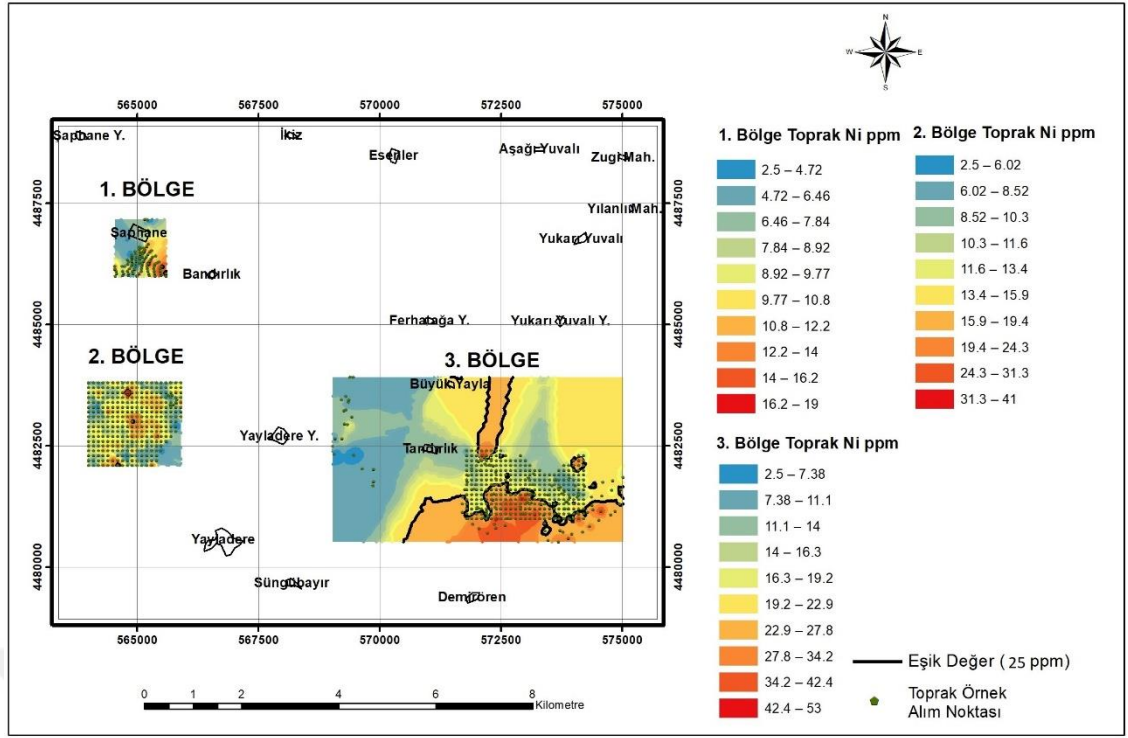 N
W
E
S
565000
567500
570000
572500
575000
Şaphane Y.
İkiz
Esenler
Aşağı Yuvalı
Zugi Mah.
1. BÖLGE
4487500
4487500
Yılanlı Mah.
Şaphane
Yukarı Yuvalı
Bandırlık
4485000
Ferhatağa Y.
Yukarı Yuvalı Y.
4485000
2. BÖLGE
3. BÖLGE
Büyük Yayla
4482500
Yayladere Y.
Tandırlık
4482500
Yayladere
4480000
4480000
Süngübayır
Demirören
565000
567500
570000
572500
575000
0
1
2
4
6
8
Kilometre
1. Bölge Toprak Ni ppm
2.5 – 4.72
4.72 – 6.46
6.46 – 7.84
7.84 – 8.92
8.92 – 9.77
9.77 – 10.8
10.8 – 12.2
12.2 – 14
14 – 16.2
16.2 – 19
2. Bölge Toprak Ni ppm
2.5 – 6.02
6.02 – 8.52
8.52 – 10.3
10.3 – 11.6
11.6 – 13.4
13.4 – 15.9
15.9 – 19.4
19.4 – 24.3
24.3 – 31.3
31.3 – 41
3. Bölge Toprak Ni ppm
2.5 – 7.38
7.38 – 11.1
11.1 – 14
14 – 16.3
16.3 – 19.2
19.2 – 22.9
22.9 – 27.8
27.8 – 34.2
34.2 – 42.4
42.4 – 53
Eşik Değer ( 25 ppm)
Toprak Örnek
Alım Noktası